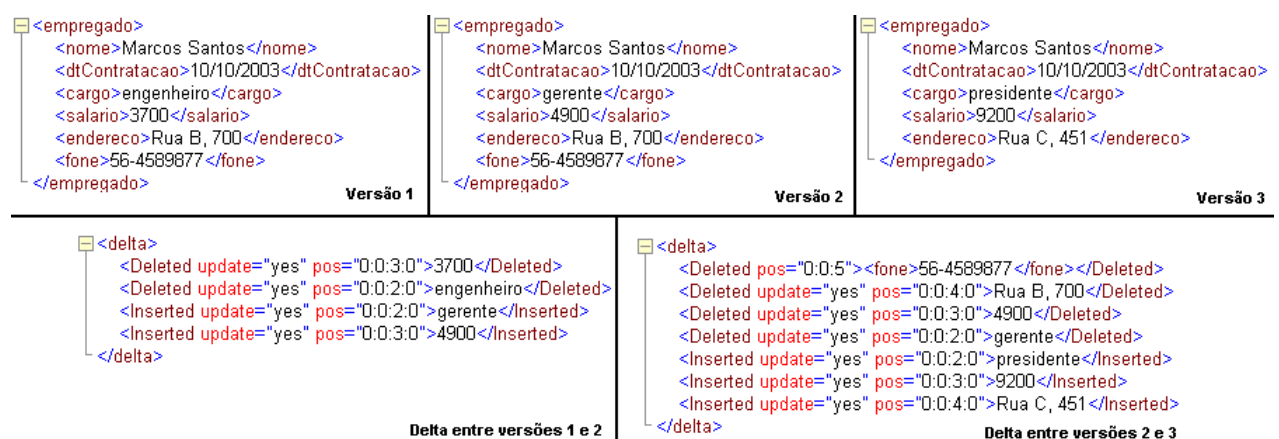 <empregado>
<nome>Marcos Santos</nome>
<dtContratacao>10/10/2003</dtContratacao>
<cargo>engenheiro</cargo>
<salario>3700</salario>
<endereco>Rua B, 700</endereco>
<fone>56-4589877</fone>
</empregado>
Versão 1
<empregado>
<nome>Marcos Santos</nome>
<dtContratacao>10/10/2003</dtContratacao>
<cargo>gerente</cargo>
<salario>4900</salario>
<endereco>Rua B, 700</endereco>
<fone>56-4589877</fone>
</empregado>
Versão 2
<empregado>
<nome>Marcos Santos</nome>
<dtContratacao>10/10/2003</dtContratacao>
<cargo>presidente</cargo>
<salario>9200</salario>
<endereco>Rua C, 451</endereco>
</empregado>
Versão 3
<delta>
<Deleted update="yes" pos="0:0:3:0">3700</Deleted>
<Deleted update="yes" pos="0:0:2:0">engenheiro</Deleted>
<Inserted update="yes" pos="0:0:2:0">gerente</Inserted>
<Inserted update="yes" pos="0:0:3:0">4900</Inserted>
</delta>
Delta entre versões 1 e 2
<delta>
<Deleted pos="0:0:5"><fone>56-4589877</fone></Deleted>
<Deleted update="yes" pos="0:0:4:0">Rua B, 700</Deleted>
<Deleted update="yes" pos="0:0:3:0">4900</Deleted>
<Deleted update="yes" pos="0:0:2:0">gerente</Deleted>
<Inserted update="yes" pos="0:0:2:0">presidente</Inserted>
<Inserted update="yes" pos="0:0:3:0">9200</Inserted>
<Inserted update="yes" pos="0:0:4:0">Rua C, 451</Inserted>
</delta>
Delta entre versões 2 e 3